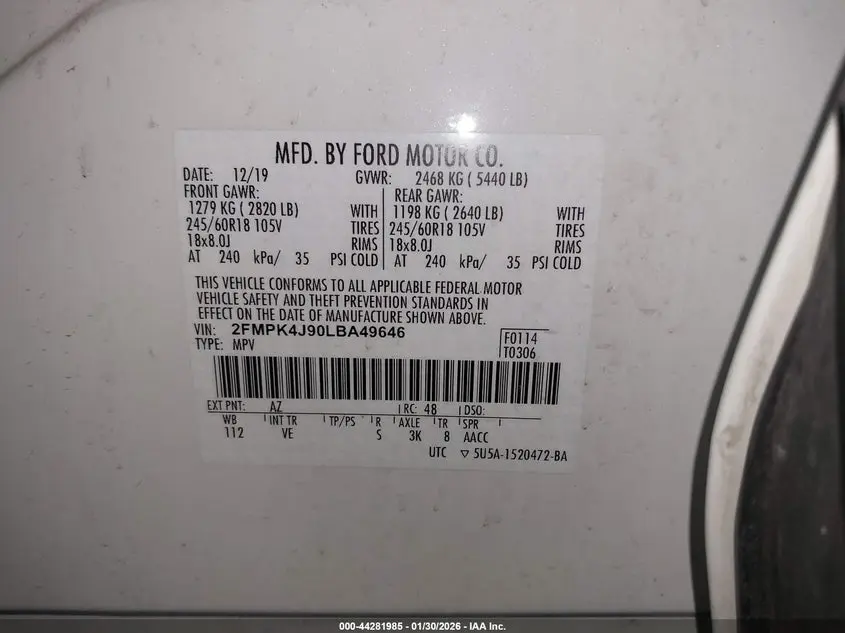 MFD. BY FORD MOTOR CO.
DATE: 12/19 GVWR: 2468 KG ( 5440 LB)
FRONT GAWR: REAR GAWR:
1279 KG ( 2820 LB) WITH 1198 KG ( 2640 LB) WITH
245/60R18 105V TIRES 245/60R18 105V TIRES
18x8.0J RIMS 18x8.0J RIMS
AT 240 kPa/ 35 PSI COLD AT 240 kPa/ 35 PSI COLD
THIS VEHICLE CONFORMS TO ALL APPLICABLE FEDERAL MOTOR
VEHICLE SAFETY AND THEFT PREVENTION STANDARDS IN
EFFECT ON THE DATE OF MANUFACTURE SHOWN ABOVE.
VIN: 2FMPK4J90LBA49646
TYPE: MPV
F0114
T0306
EXT PNT: AZ RC: 48 DSO:
WB INT TR TP/PS R AXLE TR SPR
112 VE S 3K 8 AACC
UTC ▽ 5U5A-1520472-BA
000-44281985 - 01/30/2026 - IAA Inc.